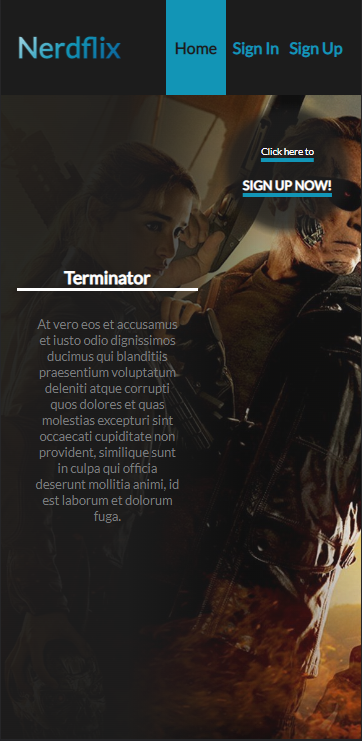 Nerdflix
Home Sign In Sign Up
Click here to
SIGN UP NOW!
Terminator
At vero eos et accusamus
et iusto odio dignissimos
ducimus qui blanditiis
praesentium voluptatum
deleniti atque corrupti
quos dolores et quas
molestias excepturi sint
occaecati cupiditate non
provident, similique sunt
in culpa qui officia
deserunt mollitia animi, id
est laborum et dolorum
fuga.